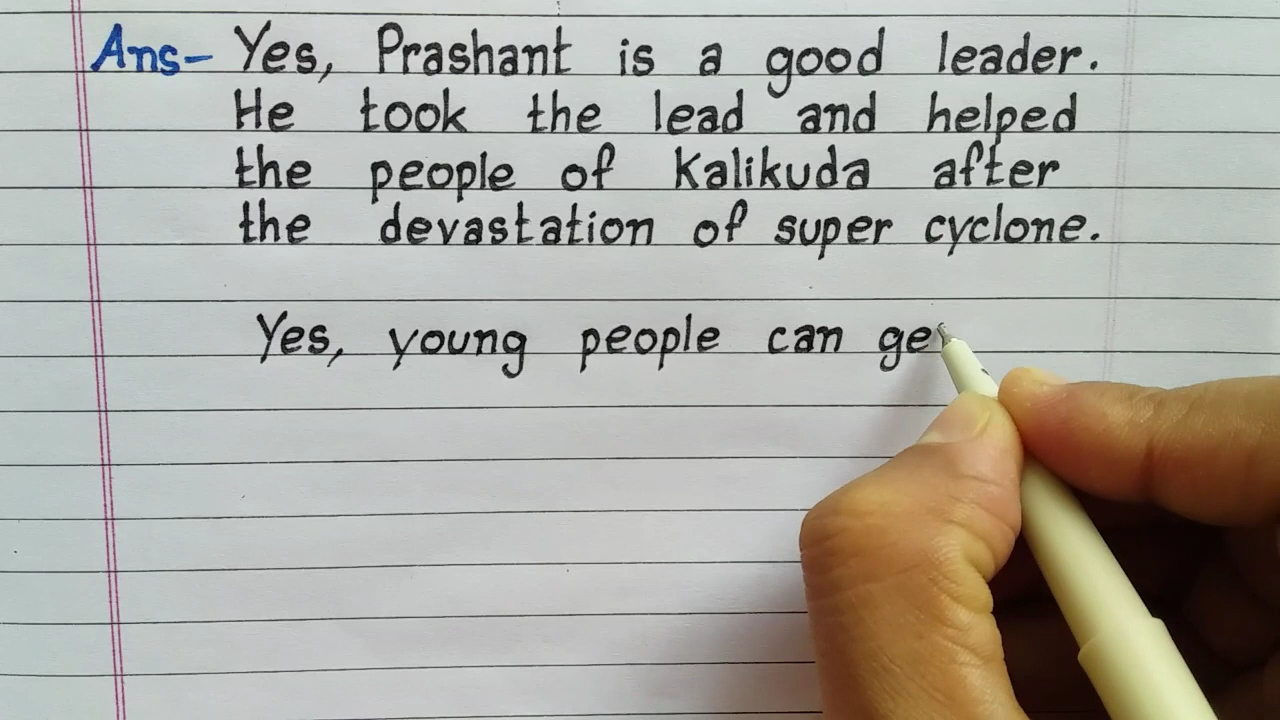 Ans- Yes, Prashant is a good leader.
He took the lead and helped
the people of Kalikuda after
the devastation of super cyclone.
Yes, young people can ge